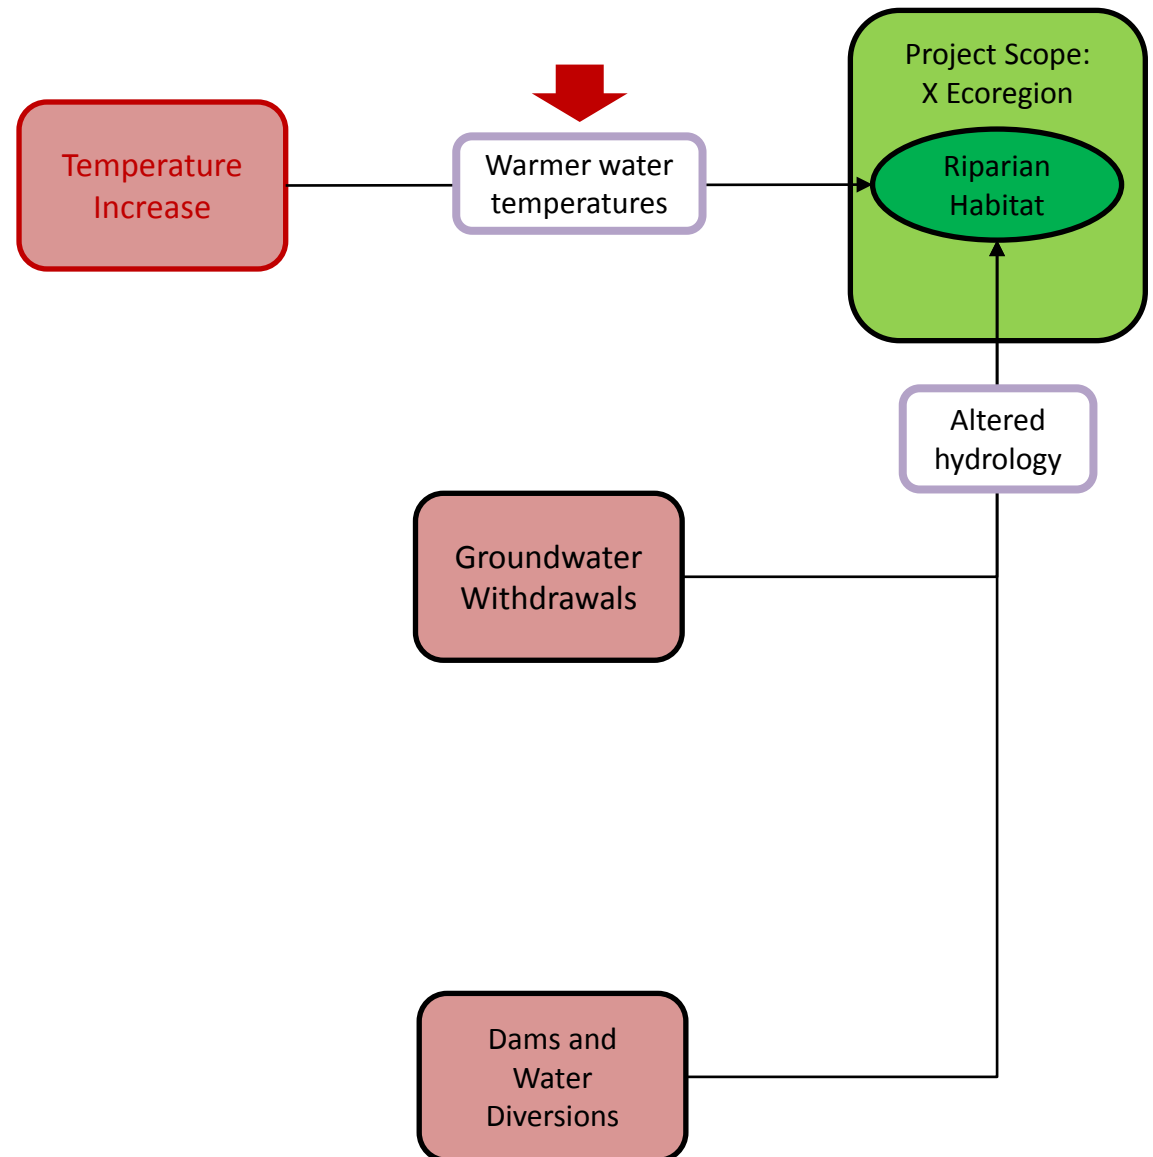 Project Scope:
X Ecoregion
Temperature
Increase
Warmer water
temperatures
Riparian
Habitat
Altered
hydrology
Groundwater
Withdrawals
Dams and
Water
Diversions